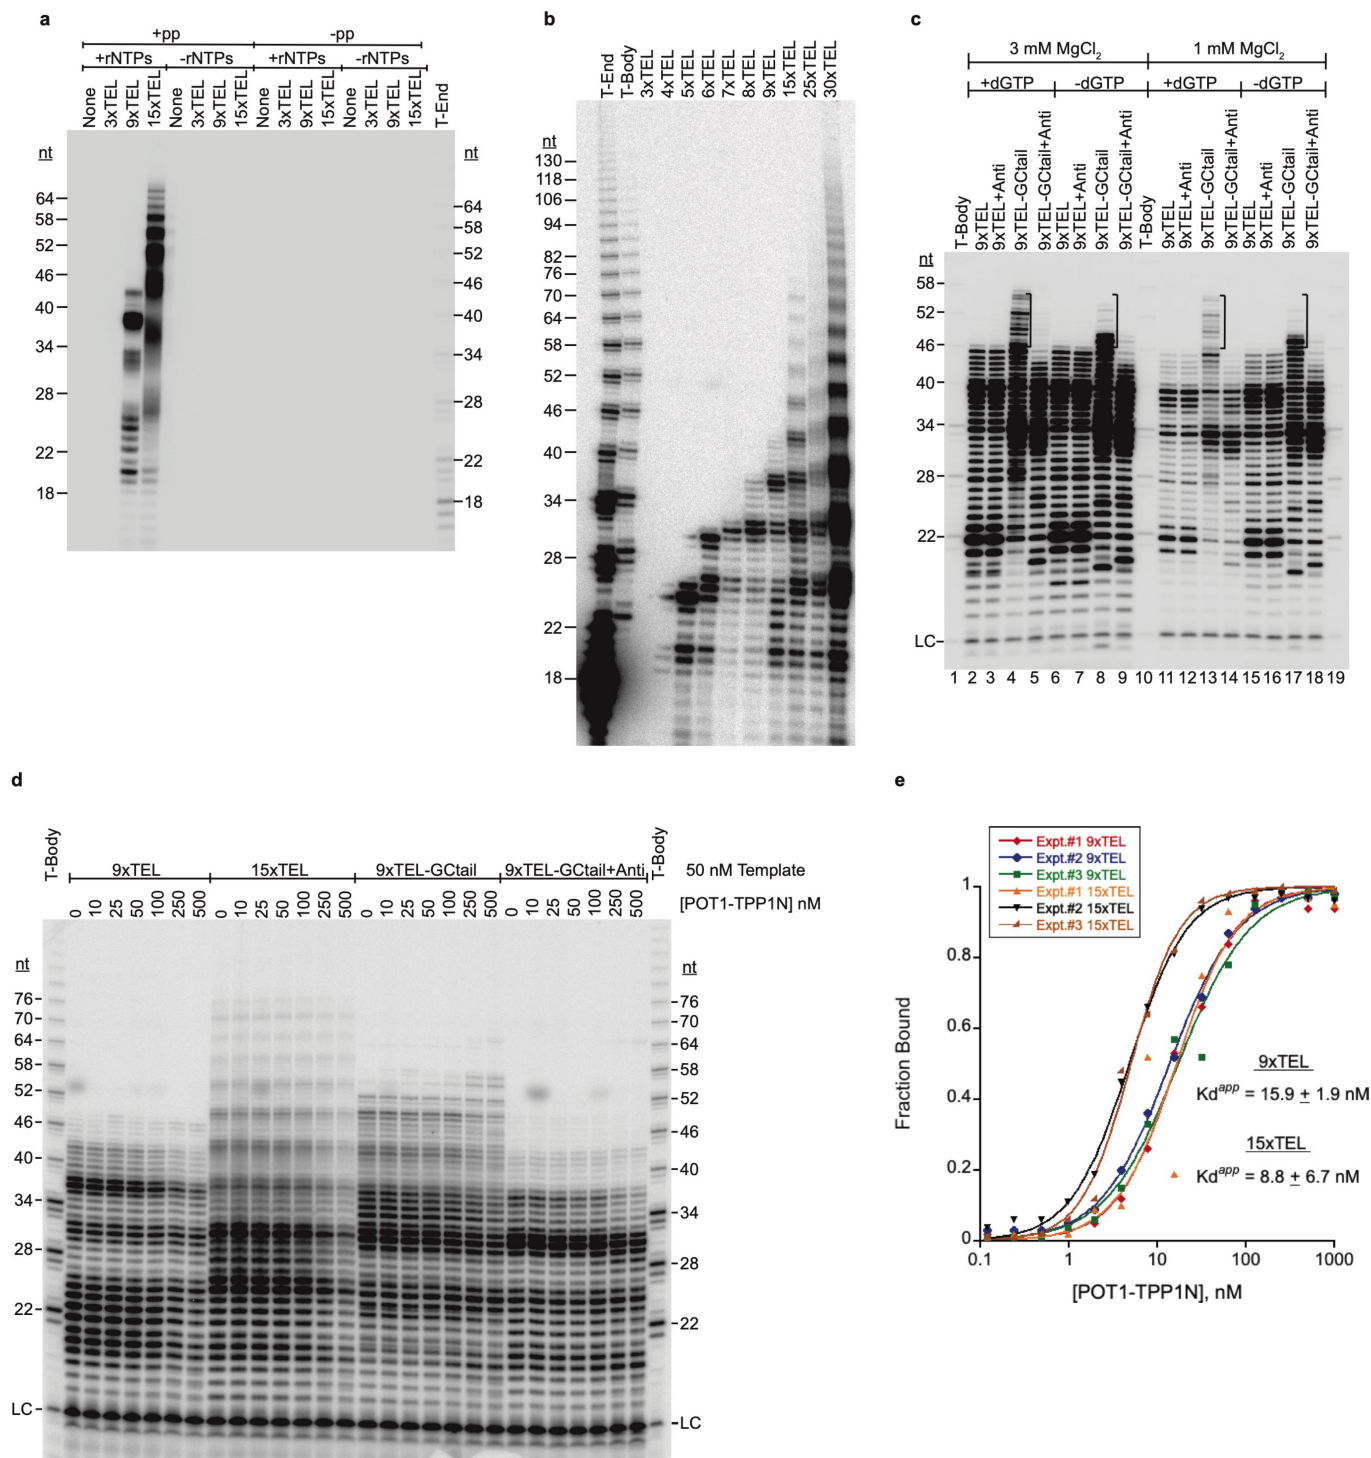 a
+pp -pp
+rNTPs -rNTPs +rNTPs -rNTPs
None 3xTEL 9xTEL 15xTEL None 3xTEL 9xTEL 15xTEL None 3xTEL 9xTEL 15xTEL None 3xTEL 9xTEL 15xTEL T-End
nt nt
64 64
58 58
52 52
46 46
40 40
34 34
28 28
22 22
18 18
b
T-End T-Body 3xTEL 4xTEL 5xTEL 6xTEL 7xTEL 8xTEL 9xTEL 15xTEL 25xTEL 30xTEL
nt
130
118
106
94
82
76
70
64
58
52
46
40
34
28
22
18
c
3 mM MgCl2 1 mM MgCl2
+dGTP -dGTP +dGTP -dGTP
T-Body 9xTEL 9xTEL+Anti 9xTEL-GCtail 9xTEL-GCtail+Anti 9xTEL 9xTEL+Anti 9xTEL-GCtail 9xTEL-GCtail+Anti T-Body 9xTEL 9xTEL+Anti 9xTEL-GCtail 9xTEL-GCtail+Anti 9xTEL 9xTEL+Anti 9xTEL-GCtail 9xTEL-GCtail+Anti
nt
58
52
46
40
34
28
22
LC
1 2 3 4 5 6 7 8 9 10 11 12 13 14 15 16 17 18 19
d
T-Body 9xTEL 15xTEL 9xTEL-GCtail 9xTEL-GCtail+Anti T-Body 50 nM Template
0 10 25 50 100 250 500 0 10 25 50 100 250 500 0 10 25 50 100 250 500 0 10 25 50 100 250 500 [POT1-TPP1N] nM
nt nt
76 76
70 70
64 64
58 58
52 52
46 46
40 40
34 34
28 28
22 22
LC LC
e
Expt.#1 9xTEL
Expt.#2 9xTEL
Expt.#3 9xTEL
Expt.#1 15xTEL
Expt.#2 15xTEL
Expt.#3 15xTEL
Fraction Bound
1
0.8
0.6
0.4
0.2
0
9xTEL
Kd^app = 15.9 ± 1.9 nM
15xTEL
Kd^app = 8.8 ± 6.7 nM
0.1 1 10 100 1000
[POT1-TPP1N], nM